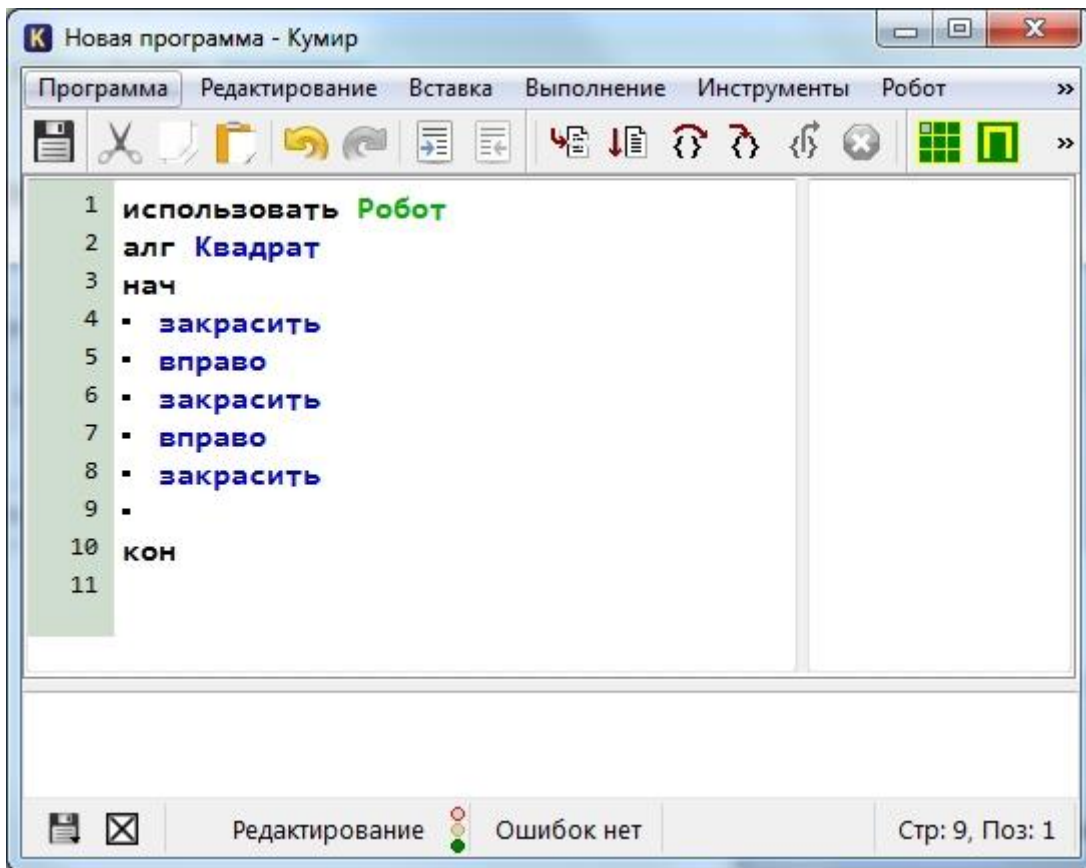 Новая программа - Кумир
Программа Редактирование Вставка Выполнение Инструменты Робот »
»
1 использовать Робот
2 алг Квадрат
3 нач
4 ▪ закрасить
5 ▪ вправо
6 ▪ закрасить
7 ▪ вправо
8 ▪ закрасить
9 ▪
10 кон
11
Редактирование Ошибок нет Стр: 9, Поз: 1